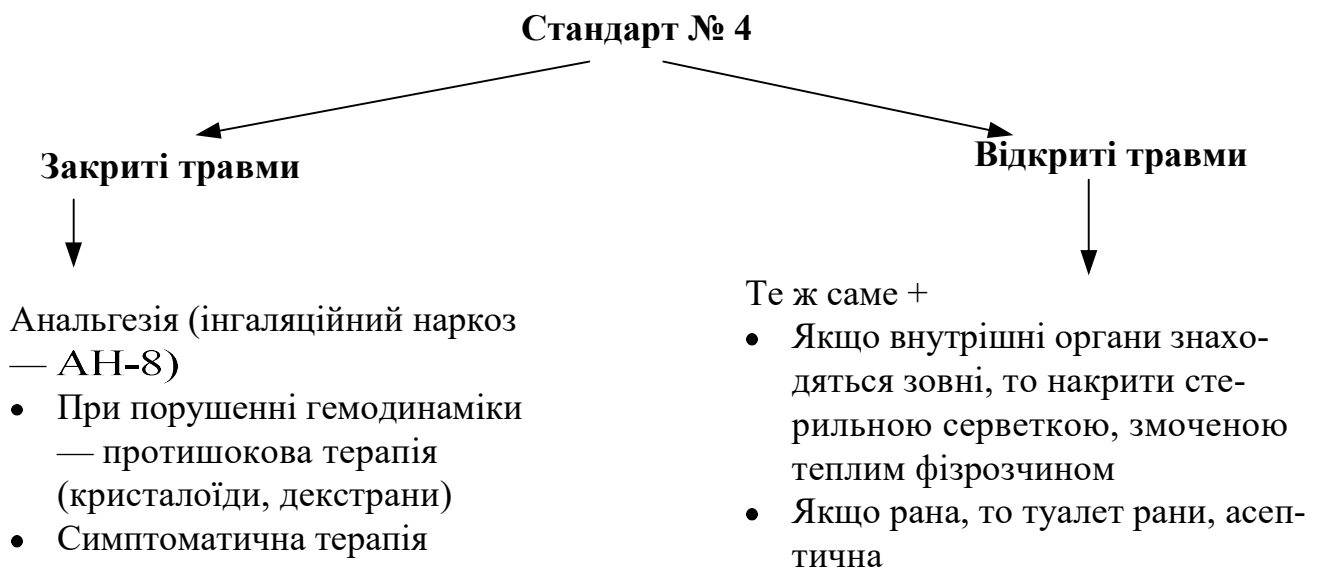 Стандарт № 4
Закриті травми
Відкриті травми
Анальгезія (інгаляційний наркоз
— АН-8)
• При порушенні гемодинаміки
— протишокова терапія
(кристалоїди, декстрани)
• Симптоматична терапія
Те ж саме +
• Якщо внутрішні органи знахо-
дяться зовні, то накрити сте-
рильною серветкою, змоченою
теплим фізрозчином
• Якщо рана, то туалет рани, асеп-
тична